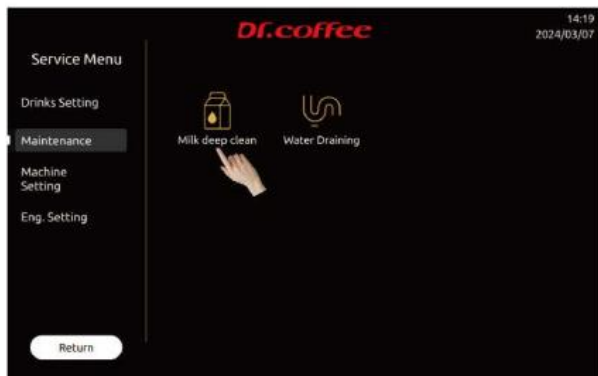 Dr.coffee
14:19
2024/03/07
Service Menu
Drinks Setting
Maintenance
Machine
Setting
Eng. Setting
Milk deep clean
Water Draining
Return